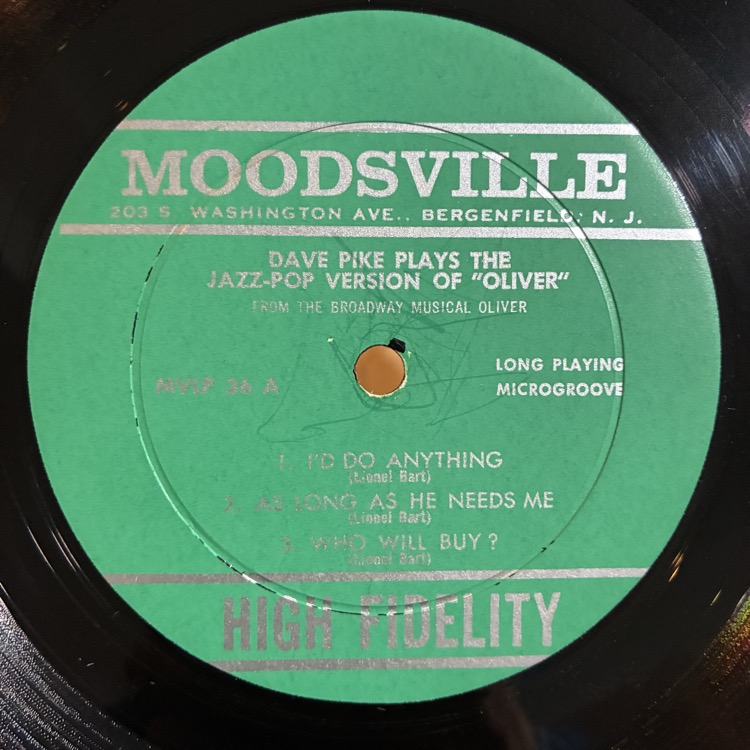 MOODSVILLE
203 S. WASHINGTON AVE., BERGENFIELD, N. J.
DAVE PIKE PLAYS THE
JAZZ-POP VERSION OF "OLIVER"
FROM THE BROADWAY MUSICAL OLIVER
MVLP 36 A
LONG PLAYING
MICROGROOVE
1. I'D DO ANYTHING
(Lionel Bart)
2. AS LONG AS HE NEEDS ME
(Lionel Bart)
3. WHO WILL BUY?
(Lionel Bart)
HIGH FIDELITY